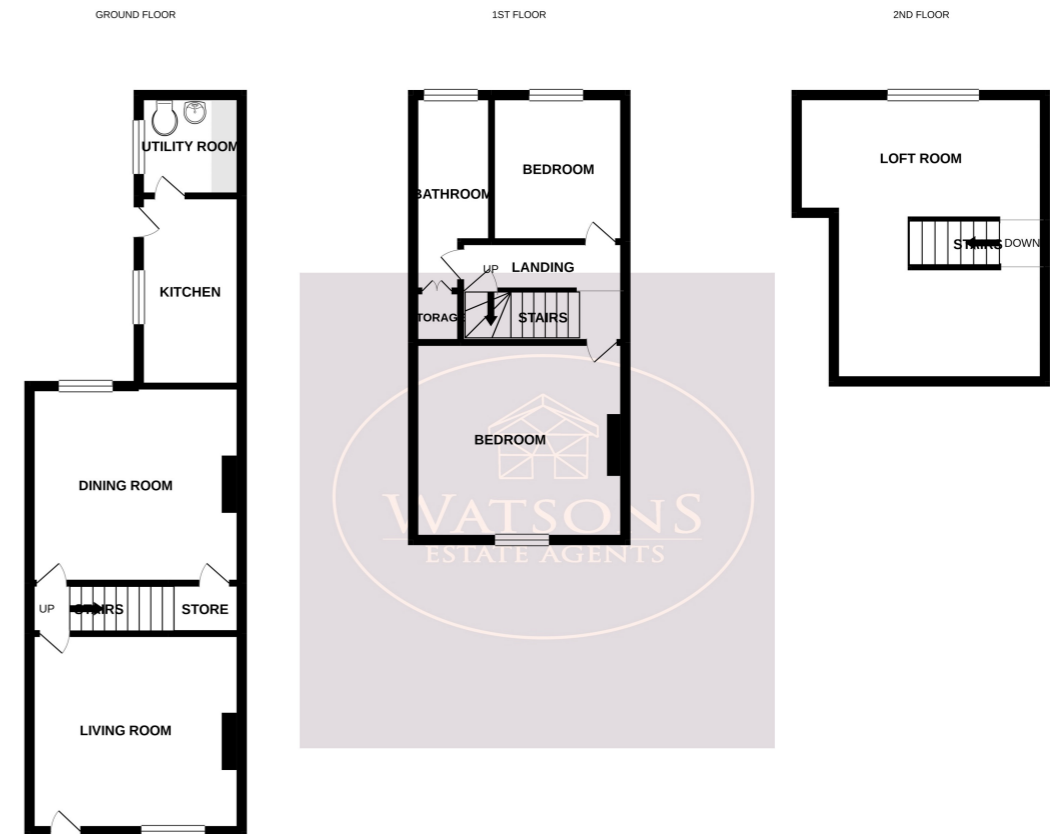 GROUND FLOOR
1ST FLOOR
2ND FLOOR
UTILITY ROOM
KITCHEN
DINING ROOM
UP
STAIRS
STORE
LIVING ROOM
BATHROOM
BEDROOM
UP
LANDING
STORAGE
STAIRS
BEDROOM
WATSONS
ESTATE AGENTS
LOFT ROOM
STAIRS
DOWN